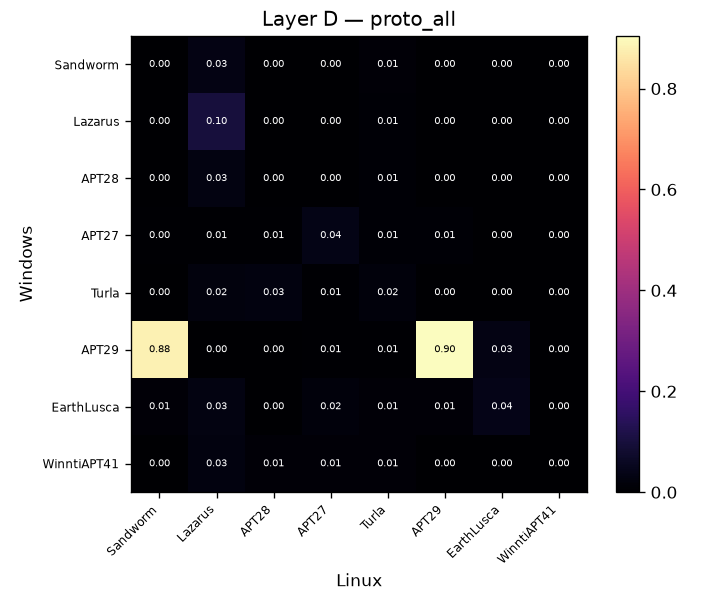 Layer D — proto_all
Sandworm 0.00 0.03 0.00 0.00 0.01 0.00 0.00 0.00
Lazarus 0.00 0.10 0.00 0.00 0.01 0.00 0.00 0.00
APT28 0.00 0.03 0.00 0.00 0.01 0.00 0.00 0.00
APT27 0.00 0.01 0.01 0.04 0.01 0.01 0.00 0.00
Turla 0.00 0.02 0.03 0.01 0.02 0.00 0.00 0.00
APT29 0.88 0.00 0.00 0.01 0.01 0.90 0.03 0.00
EarthLusca 0.01 0.03 0.00 0.02 0.01 0.01 0.04 0.00
WinntiAPT41 0.00 0.03 0.01 0.01 0.01 0.00 0.00 0.00
Windows
Sandworm Lazarus APT28 APT27 Turla APT29 EarthLusca WinntiAPT41
Linux
0.8
0.6
0.4
0.2
0.0